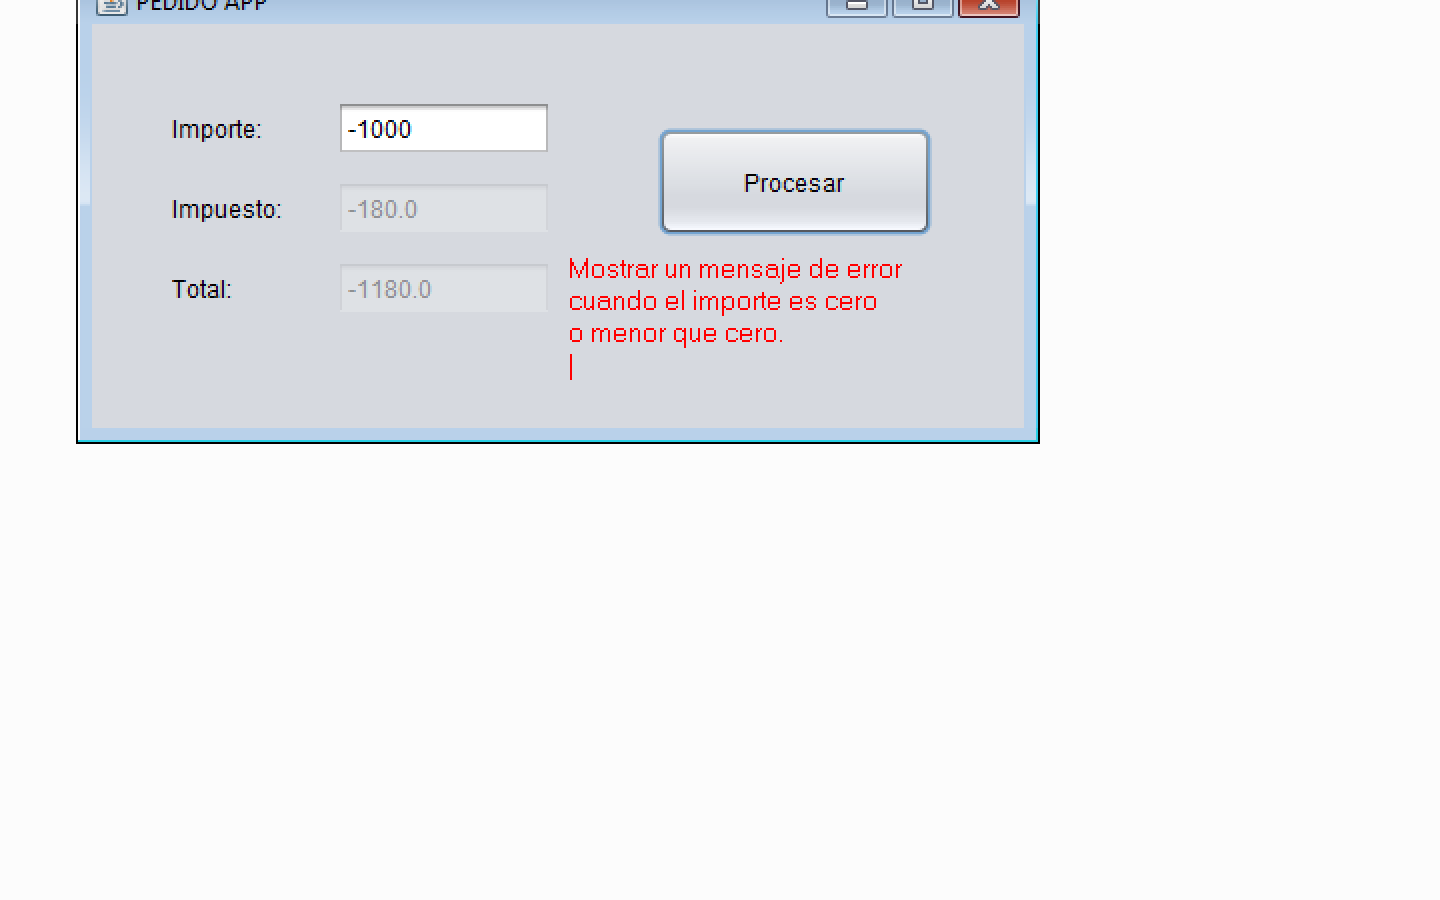 PEDIDO APP
Importe: -1000
Procesar
Impuesto: -180.0
Total: -1180.0
Mostrar un mensaje de error
cuando el importe es cero
o menor que cero.